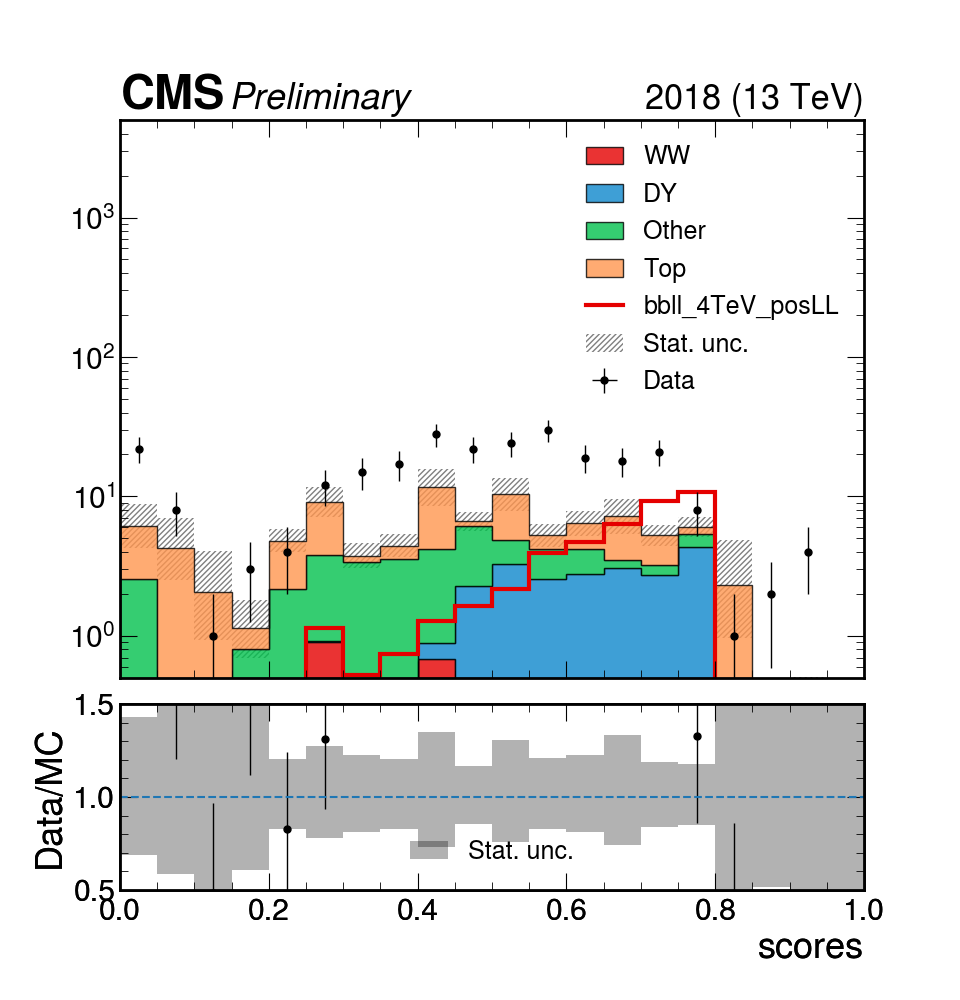 CMS Preliminary 2018 (13 TeV)
WW
DY
Other
Top
bbll_4TeV_posLL
Stat. unc.
Data
10³
10²
10¹
10⁰
1.5
1.0
0.5
Data/MC
Stat. unc.
0.0 0.2 0.4 0.6 0.8 1.0
scores